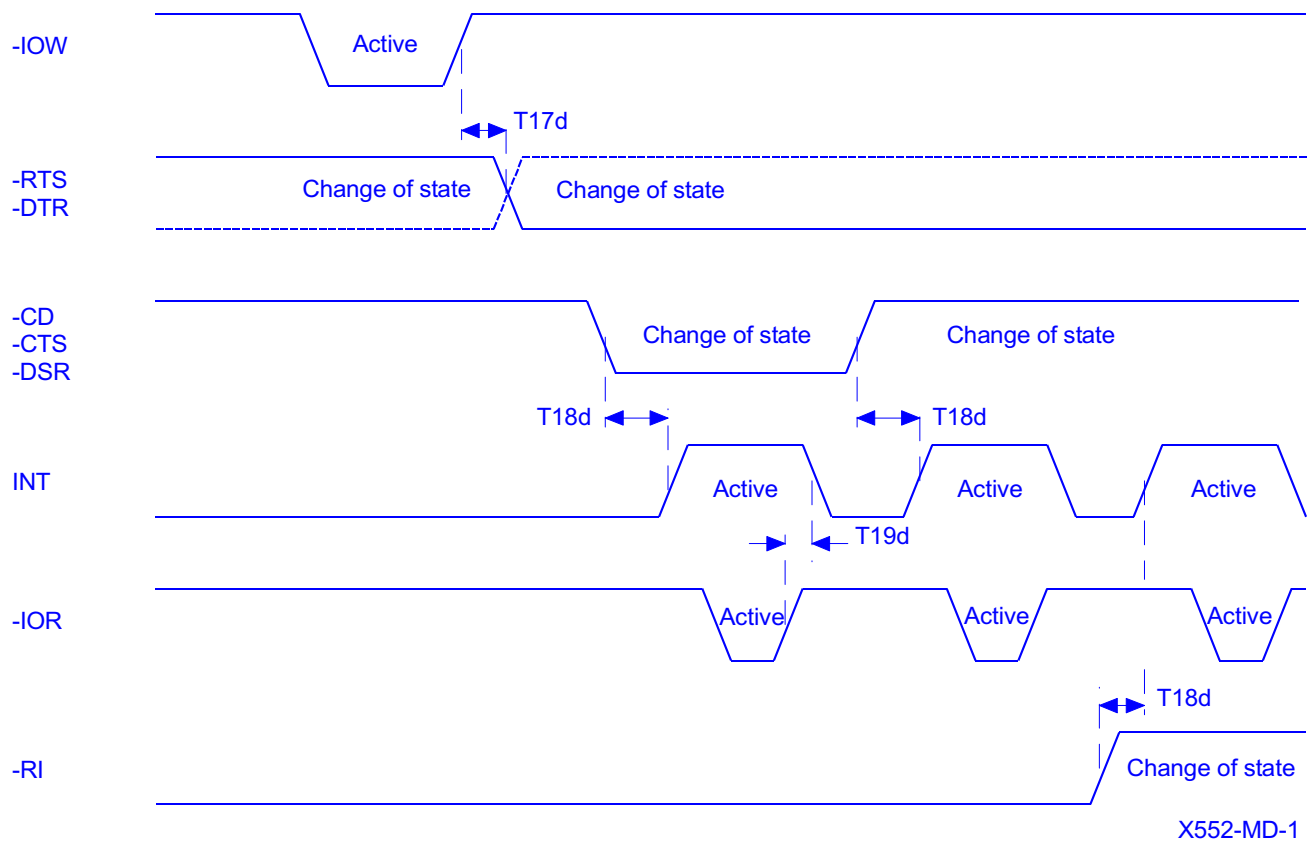 -IOW
Active
T17d
-RTS
-DTR
Change of state
Change of state
-CD
-CTS
-DSR
Change of state
Change of state
T18d
T18d
INT
Active
Active
Active
T19d
-IOR
Active
Active
Active
T18d
-RI
Change of state
X552-MD-1